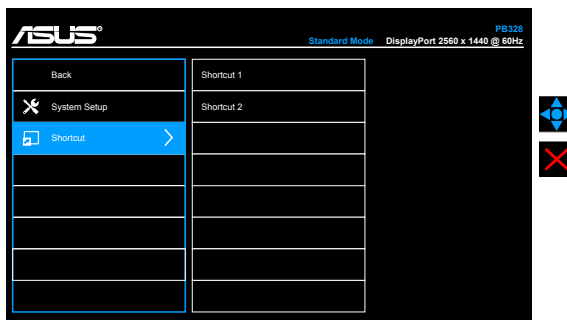 ASUS
PB328
Standard Mode DisplayPort 2560 x 1440 @ 60Hz
Back
System Setup
Shortcut
Shortcut 1
Shortcut 2